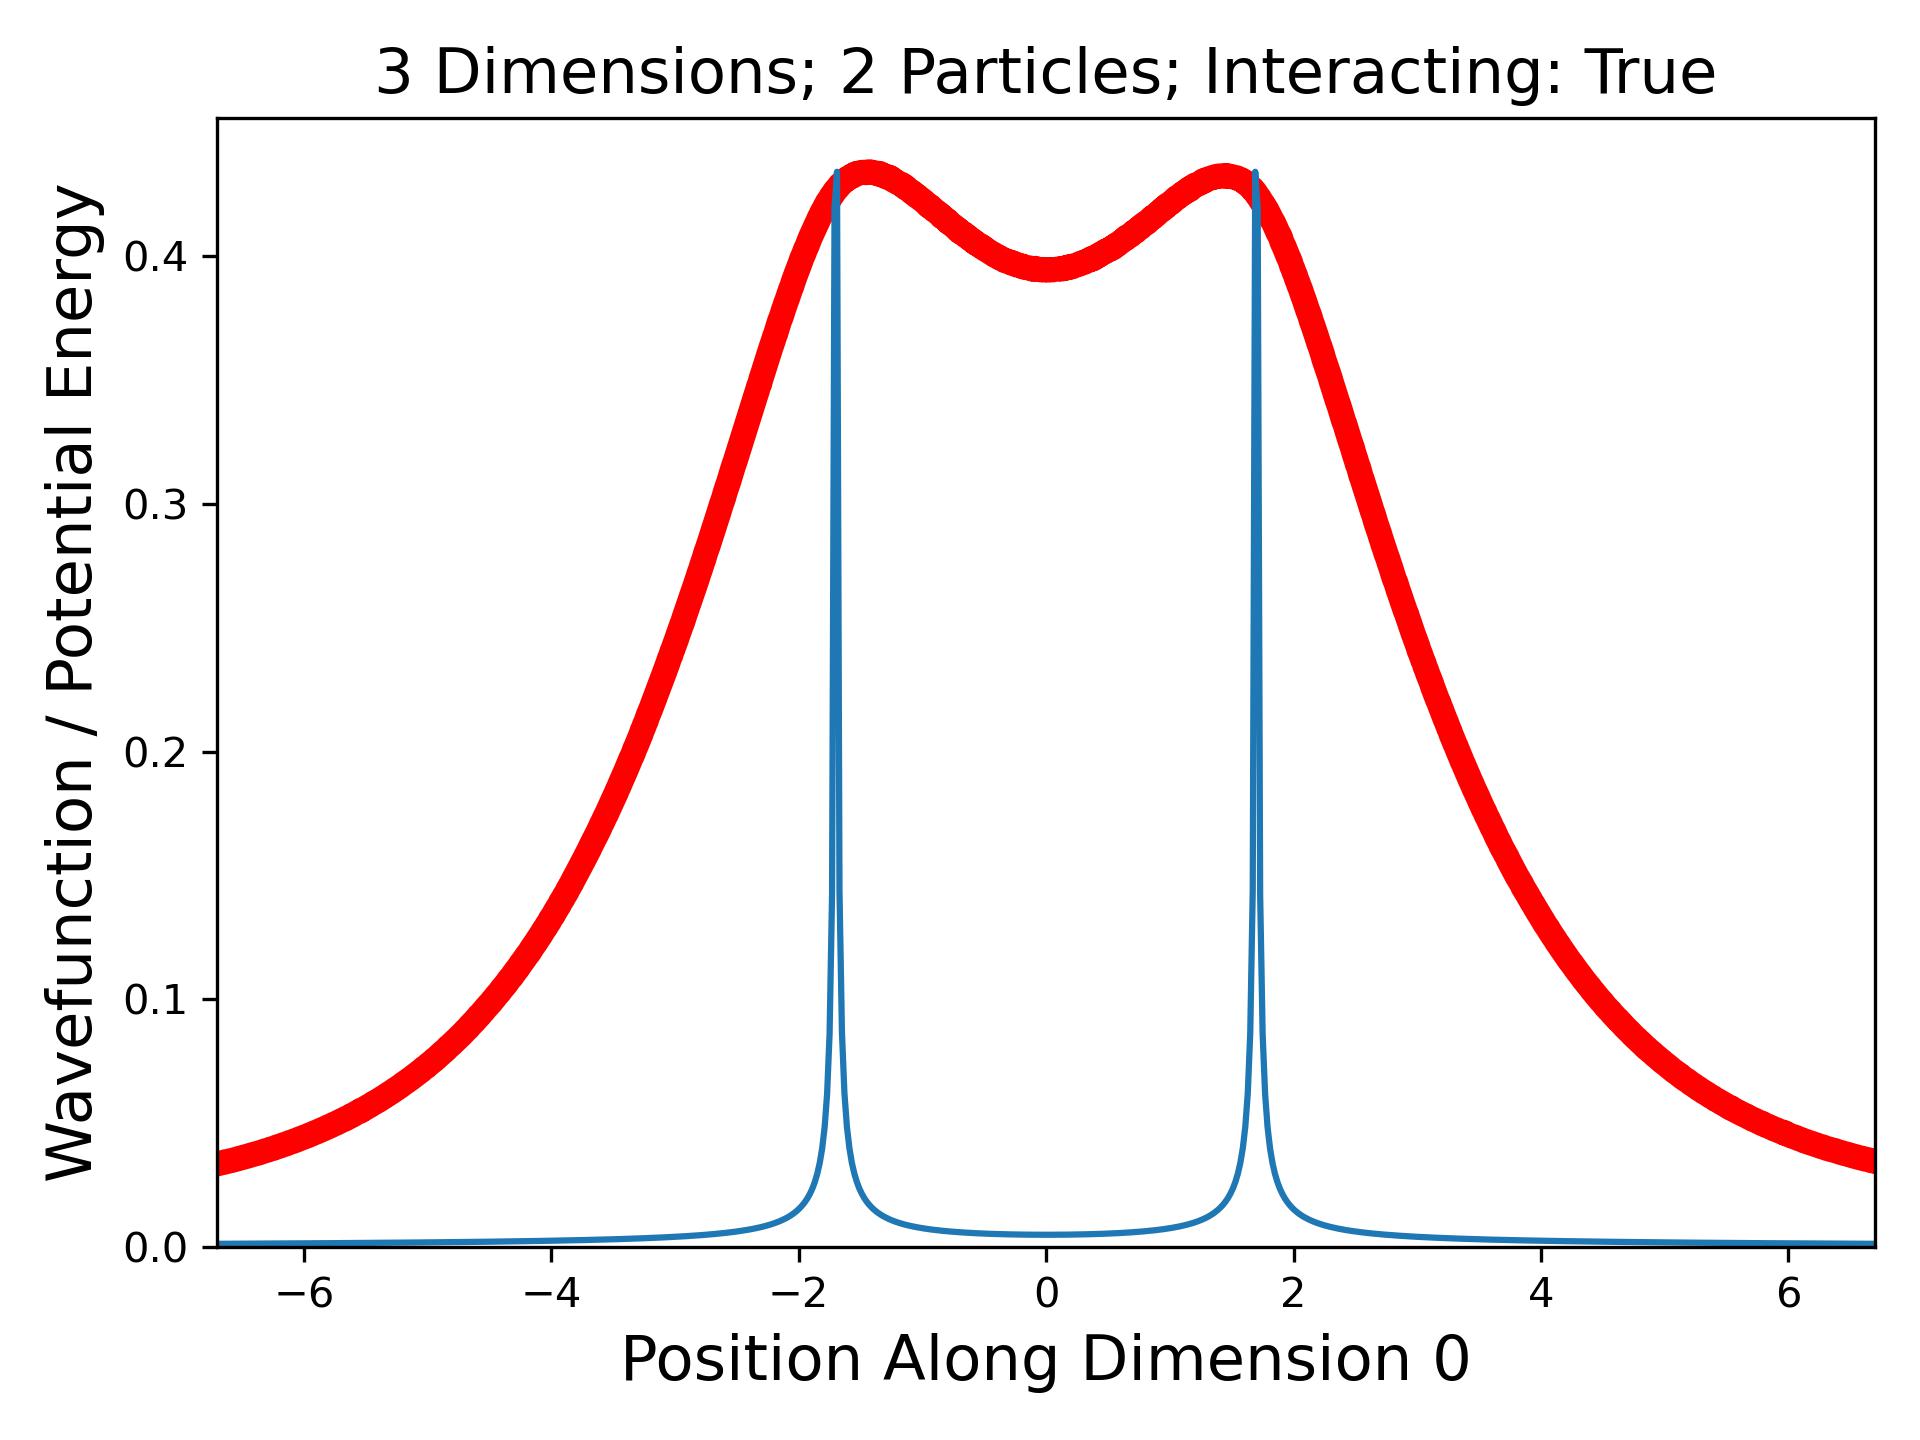 3 Dimensions; 2 Particles; Interacting: True
Wavefunction / Potential Energy
0.4
0.3
0.2
0.1
0.0
−6 −4 −2 0 2 4 6
Position Along Dimension 0